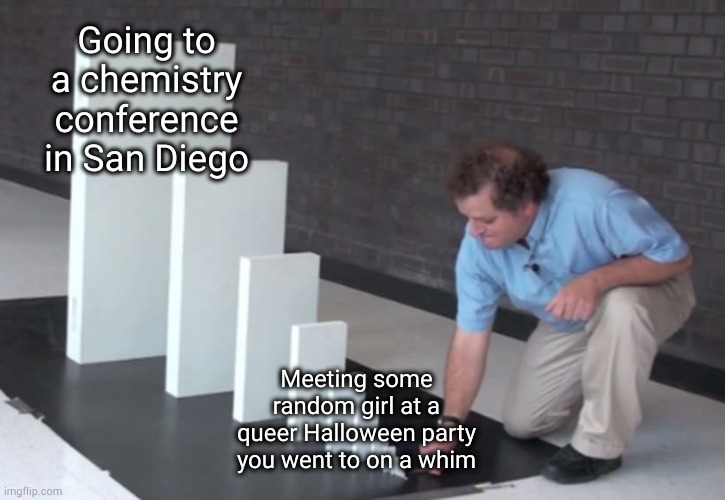 Going to
a chemistry
conference
in San Diego
Meeting some
random girl at a
queer Halloween party
you went to on a whim
imgflip.com